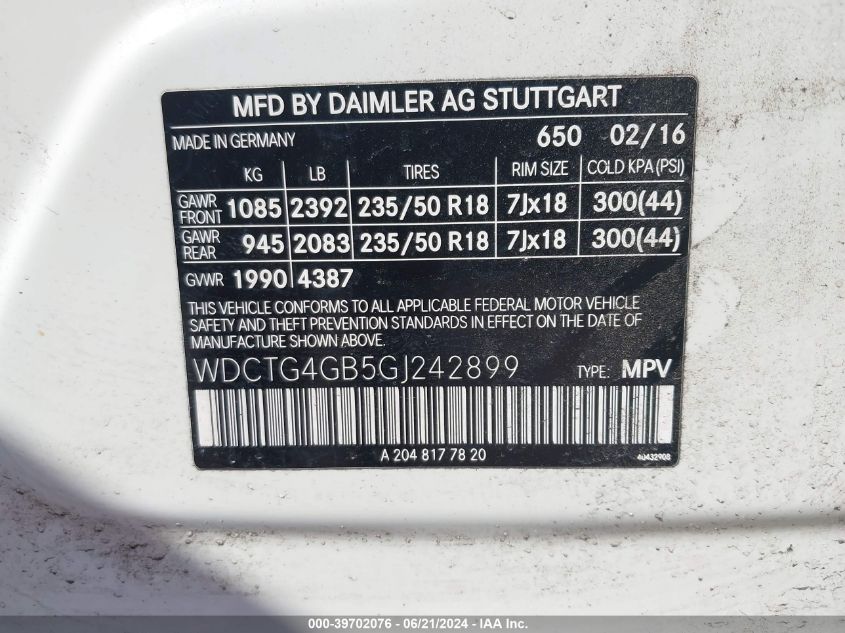 MFD BY DAIMLER AG STUTTGART
MADE IN GERMANY 650 02/16
KG LB TIRES RIM SIZE COLD KPA (PSI)
GAWR FRONT 1085 2392 235/50 R18 7Jx18 300(44)
GAWR REAR 945 2083 235/50 R18 7Jx18 300(44)
GVWR 1990 4387
THIS VEHICLE CONFORMS TO ALL APPLICABLE FEDERAL MOTOR VEHICLE
SAFETY AND THEFT PREVENTION STANDARDS IN EFFECT ON THE DATE OF
MANUFACTURE SHOWN ABOVE.
WDCTG4GB5GJ242899 TYPE: MPV
A 204 817 78 20 40432908
000-39702076 - 06/21/2024 - IAA Inc.